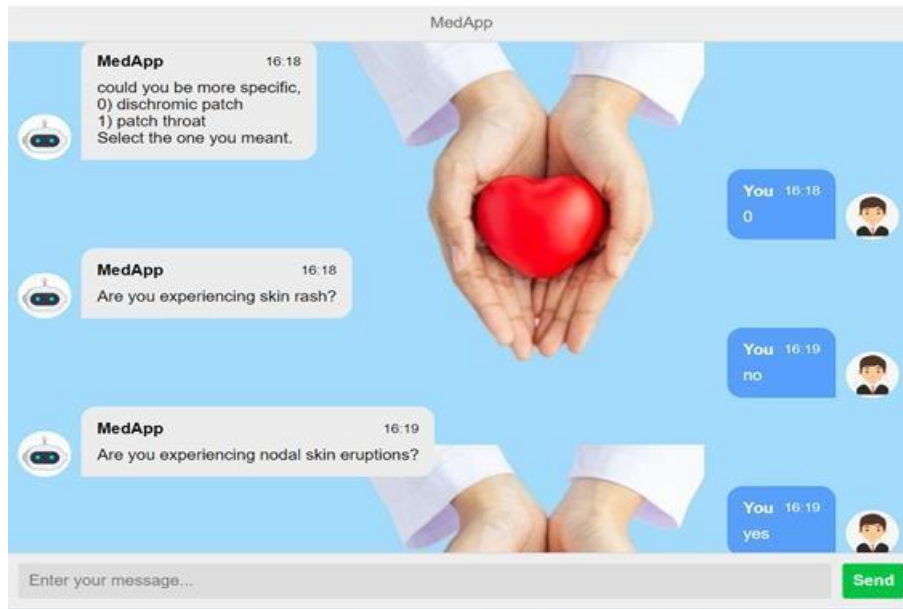 MedApp
MedApp 16:18
could you be more specific,
0) dischromic patch
1) patch throat
Select the one you meant.
You 16:18
0
MedApp 16:18
Are you experiencing skin rash?
You 16:19
no
MedApp 16:19
Are you experiencing nodal skin eruptions?
You 16:19
yes
Enter your message...
Send